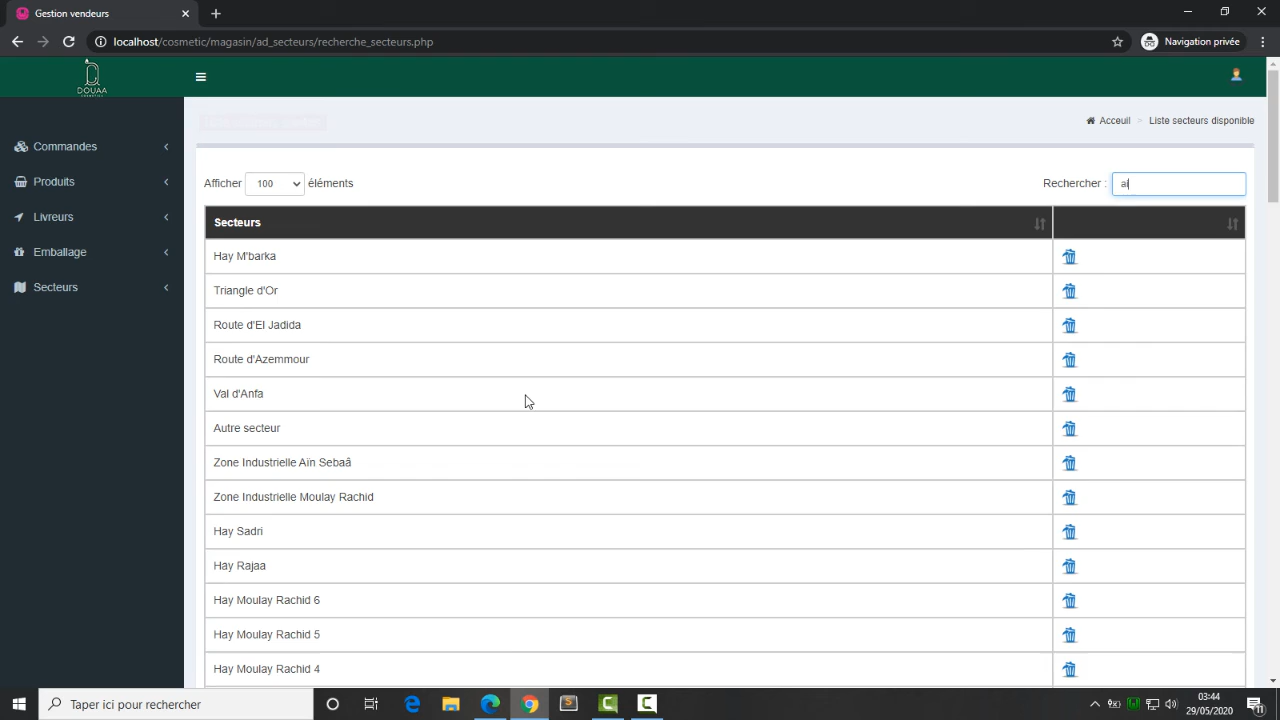 Gestion vendeurs
localhost/cosmetic/magasin/ad_secteurs/recherche_secteurs.php
Navigation privée
DOUAA
Commandes
Produits
Livreurs
Emballage
Secteurs
Acceuil > Liste secteurs disponible
Afficher 100 éléments
Rechercher : ai
Secteurs
Hay M'barka
Triangle d'Or
Route d'El Jadida
Route d'Azemmour
Val d'Anfa
Autre secteur
Zone Industrielle Aïn Sebaâ
Zone Industrielle Moulay Rachid
Hay Sadri
Hay Rajaa
Hay Moulay Rachid 6
Hay Moulay Rachid 5
Hay Moulay Rachid 4
Taper ici pour rechercher
03:44
29/05/2020